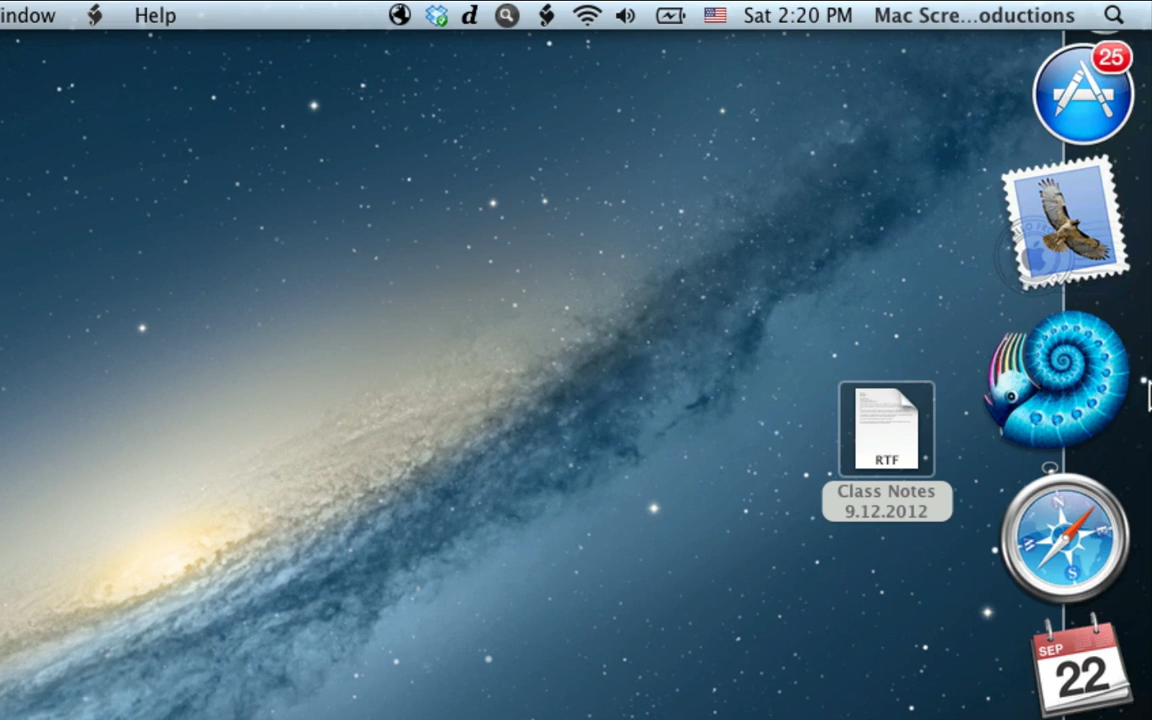 indow Help d Sat 2:20 PM Mac Scre...oductions
25
RTF
Class Notes
9.12.2012
N
W
S
SEP
22